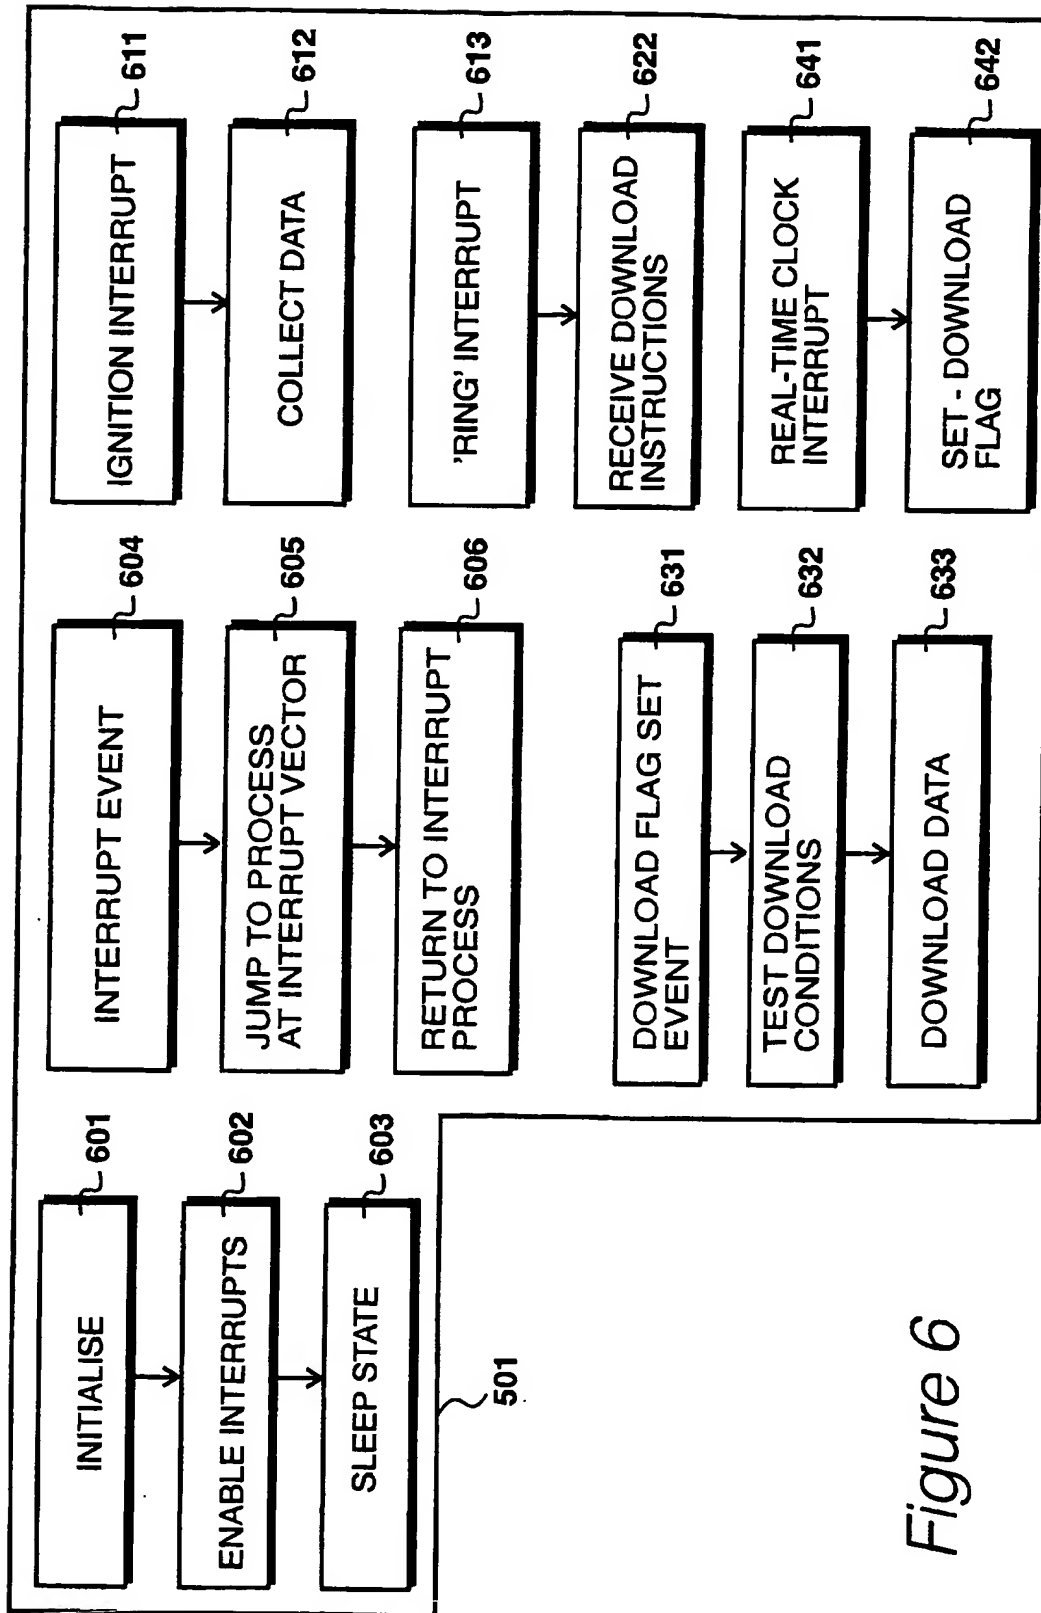 INITIALISE
601
ENABLE INTERRUPTS
602
SLEEP STATE
603
501
INTERRUPT EVENT
604
JUMP TO PROCESS
AT INTERRUPT VECTOR
605
RETURN TO INTERRUPT
PROCESS
606
DOWNLOAD FLAG SET
EVENT
631
TEST DOWNLOAD
CONDITIONS
632
DOWNLOAD DATA
633
IGNITION INTERRUPT
611
COLLECT DATA
612
'RING' INTERRUPT
613
RECEIVE DOWNLOAD
INSTRUCTIONS
622
REAL-TIME CLOCK
INTERRUPT
641
SET - DOWNLOAD
FLAG
642
Figure 6